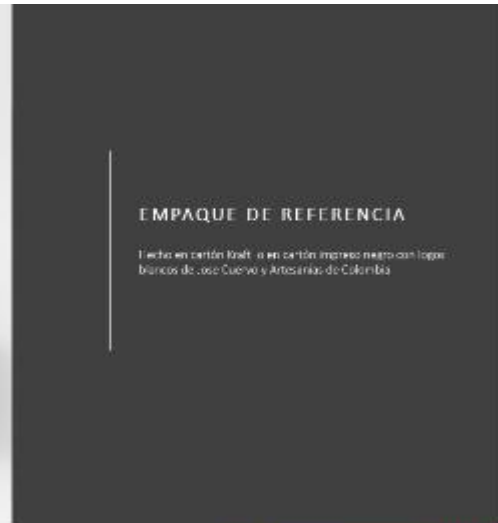 EMPAQUE DE REFERENCIA
Hecho en cartón Kraft o en cartón impreso negro con logos
blancos de Jose Cuervo y Artesanías de Colombia